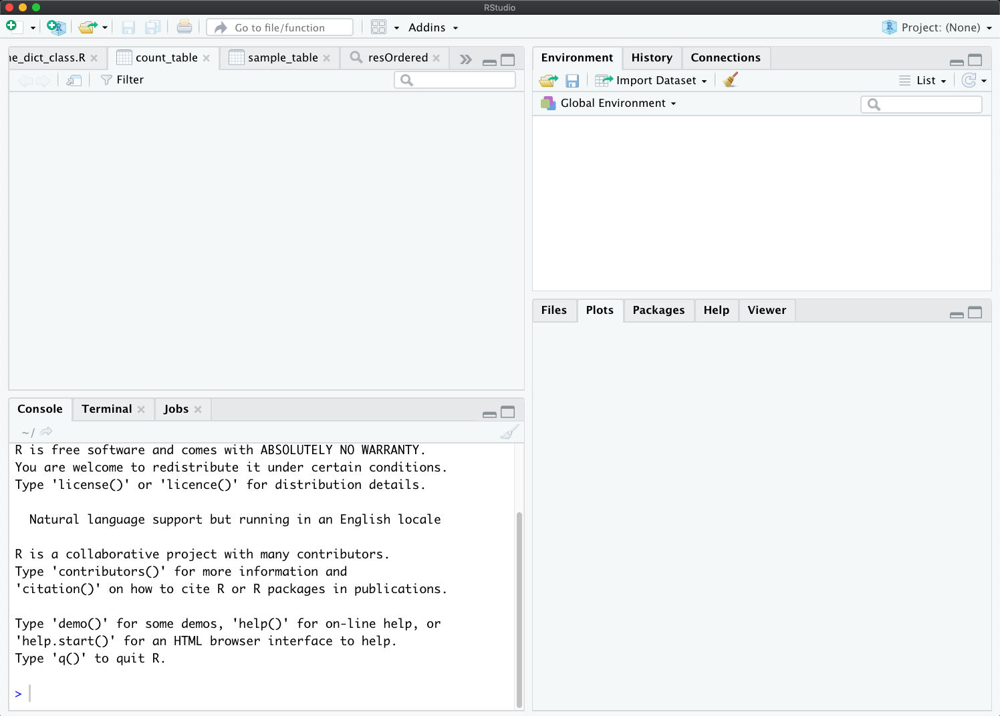 RStudio
Go to file/function
Addins
Project: (None)
ne_dict_class.R
count_table
sample_table
resOrdered
Filter
Environment
History
Connections
Import Dataset
List
Global Environment
Files
Plots
Packages
Help
Viewer
Console
Terminal
Jobs
~/
R is free software and comes with ABSOLUTELY NO WARRANTY.
You are welcome to redistribute it under certain conditions.
Type 'license()' or 'licence()' for distribution details.
Natural language support but running in an English locale
R is a collaborative project with many contributors.
Type 'contributors()' for more information and
'citation()' on how to cite R or R packages in publications.
Type 'demo()' for some demos, 'help()' for on-line help, or
'help.start()' for an HTML browser interface to help.
Type 'q()' to quit R.
>